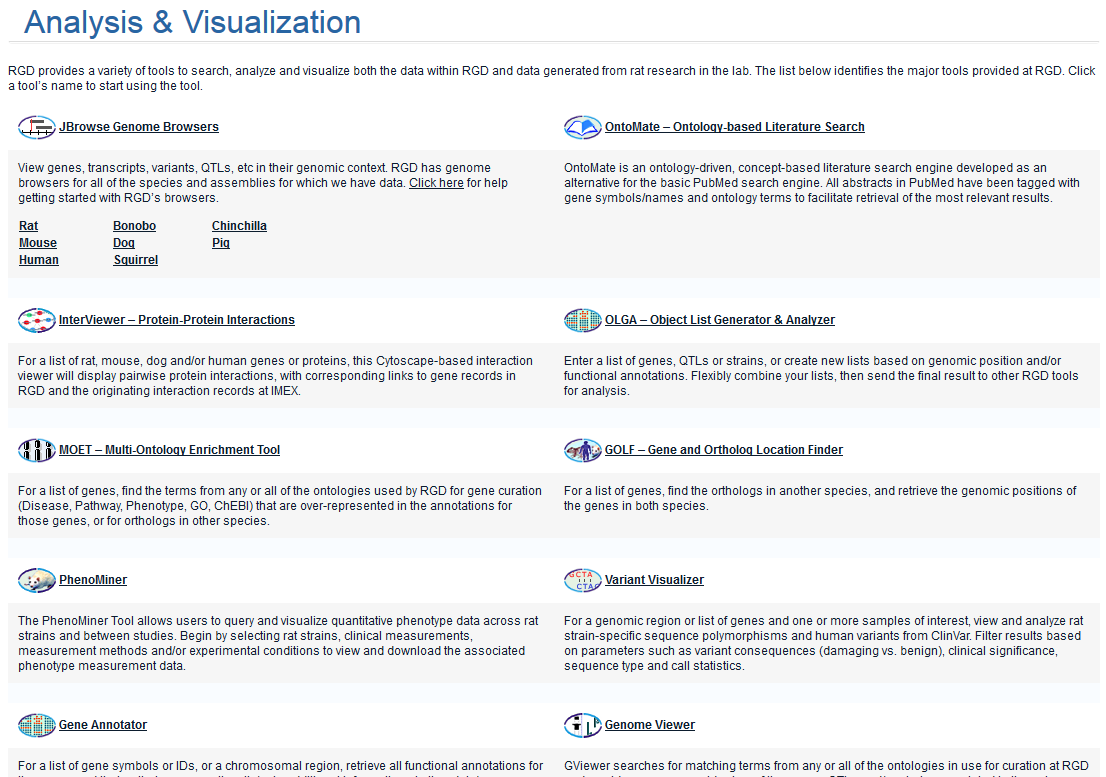 Analysis & Visualization
RGD provides a variety of tools to search, analyze and visualize both the data within RGD and data generated from rat research in the lab. The list below identifies the major tools provided at RGD. Click
a tool's name to start using the tool.
JBrowse Genome Browsers
View genes, transcripts, variants, QTLs, etc in their genomic context. RGD has genome
browsers for all of the species and assemblies for which we have data. Click here for help
getting started with RGD's browsers.
Rat Bonobo Chinchilla
Mouse Dog Pig
Human Squirrel
OntoMate – Ontology-based Literature Search
OntoMate is an ontology-driven, concept-based literature search engine developed as an
alternative for the basic PubMed search engine. All abstracts in PubMed have been tagged with
gene symbols/names and ontology terms to facilitate retrieval of the most relevant results.
InterViewer – Protein-Protein Interactions
For a list of rat, mouse, dog and/or human genes or proteins, this Cytoscape-based interaction
viewer will display pairwise protein interactions, with corresponding links to gene records in
RGD and the originating interaction records at IMEX.
OLGA – Object List Generator & Analyzer
Enter a list of genes, QTLs or strains, or create new lists based on genomic position and/or
functional annotations. Flexibly combine your lists, then send the final result to other RGD tools
for analysis.
MOET – Multi-Ontology Enrichment Tool
For a list of genes, find the terms from any or all of the ontologies used by RGD for gene curation
(Disease, Pathway, Phenotype, GO, ChEBI) that are over-represented in the annotations for
those genes, or for orthologs in other species.
GOLF – Gene and Ortholog Location Finder
For a list of genes, find the orthologs in another species, and retrieve the genomic positions of
the genes in both species.
PhenoMiner
The PhenoMiner Tool allows users to query and visualize quantitative phenotype data across rat
strains and between studies. Begin by selecting rat strains, clinical measurements,
measurement methods and/or experimental conditions to view and download the associated
phenotype measurement data.
GCTA
CTAG
Variant Visualizer
For a genomic region or list of genes and one or more samples of interest, view and analyze rat
strain-specific sequence polymorphisms and human variants from ClinVar. Filter results based
on parameters such as variant consequences (damaging vs. benign), clinical significance,
sequence type and call statistics.
Gene Annotator
For a list of gene symbols or IDs, or a chromosomal region, retrieve all functional annotations for
Genome Viewer
GViewer searches for matching terms from any or all of the ontologies in use for curation at RGD